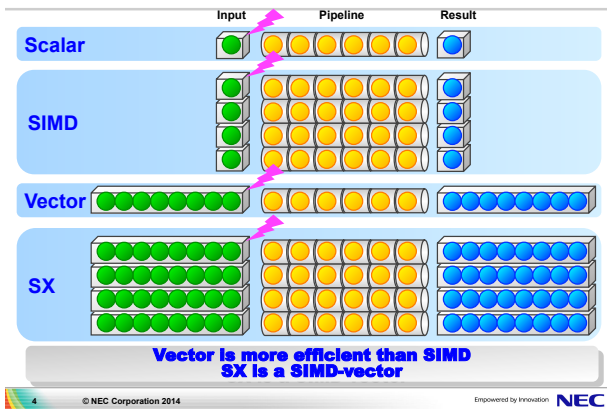 Input Pipeline Result
Scalar
SIMD
Vector
SX
Vector is more efficient than SIMD
SX is a SIMD-vector
4 © NEC Corporation 2014 Empowered by Innovation NEC